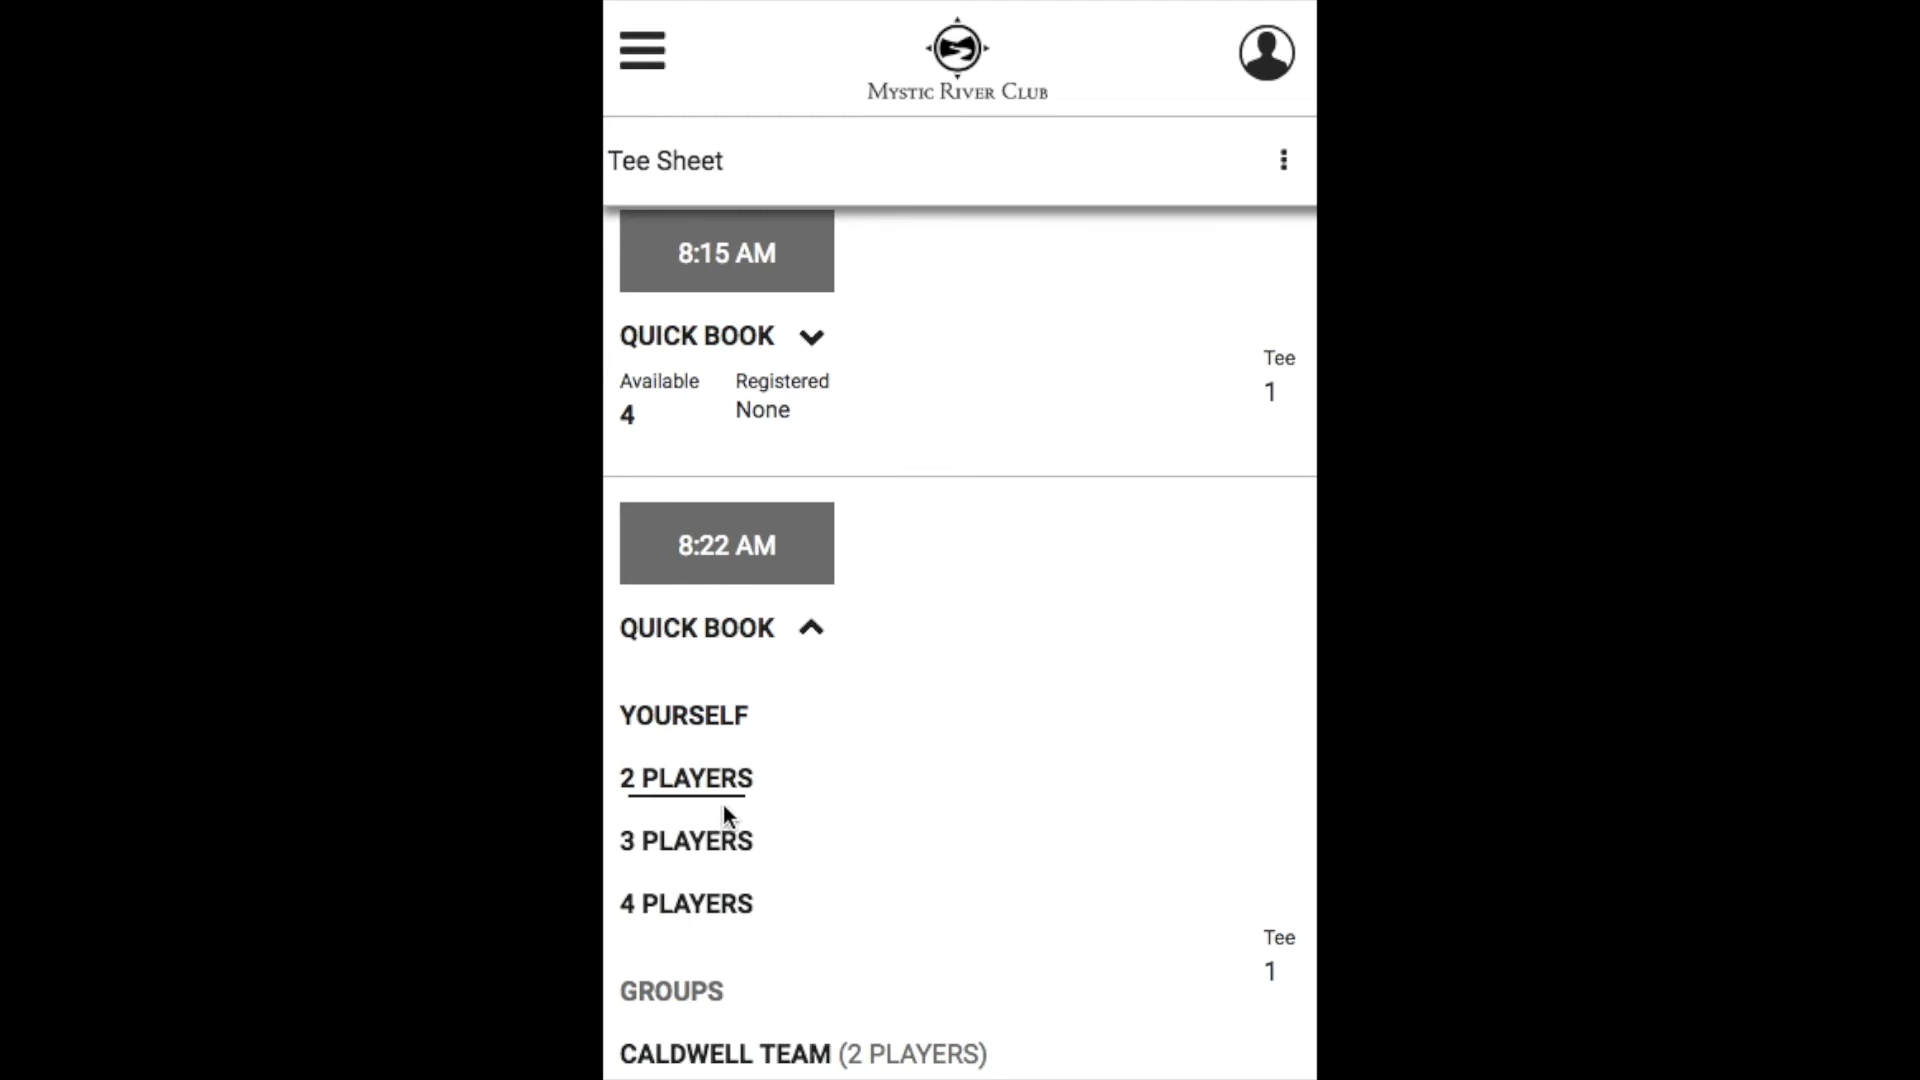 MYSTIC RIVER CLUB
Tee Sheet
8:15 AM
QUICK BOOK
Available Registered Tee
4 None 1
8:22 AM
QUICK BOOK
YOURSELF
2 PLAYERS
3 PLAYERS
4 PLAYERS
Tee
1
GROUPS
CALDWELL TEAM (2 PLAYERS)